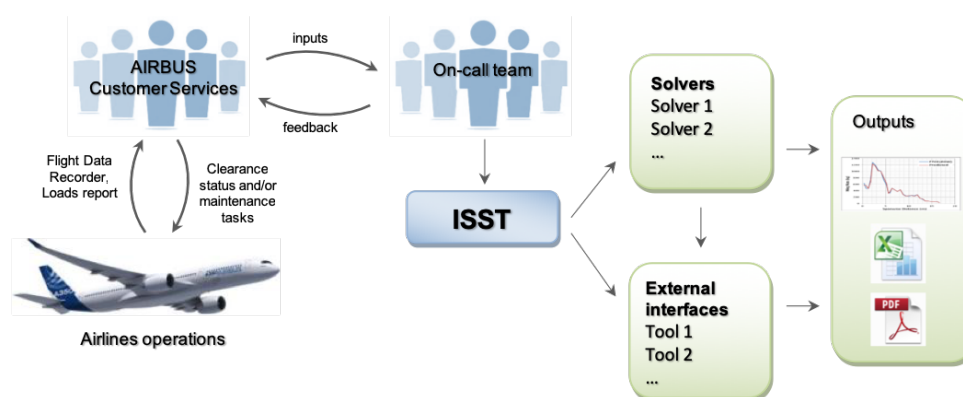 AIRBUS
Customer Services
inputs
On-call team
feedback
Flight Data
Recorder,
Loads report
Clearance
status and/or
maintenance
tasks
Airlines operations
ISST
Solvers
Solver 1
Solver 2
...
External
interfaces
Tool 1
Tool 2
...
Outputs
PDF